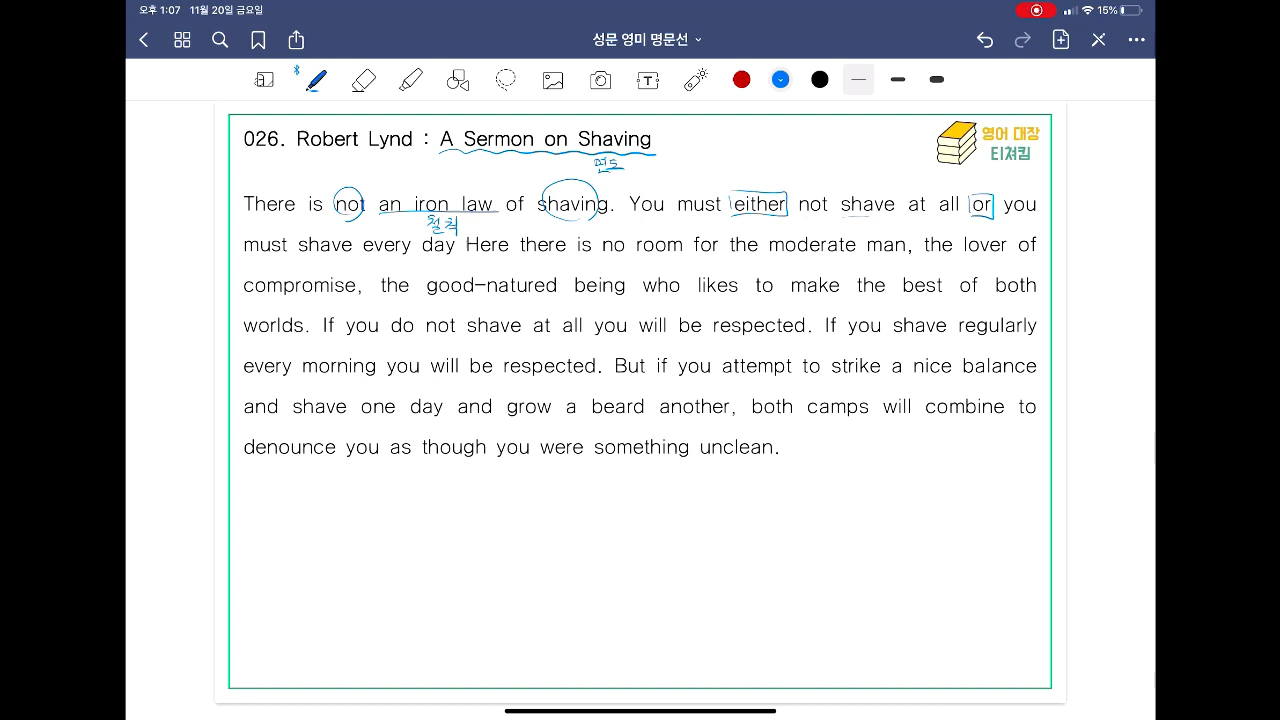 오후 1:07 11월 20일 금요일
15%
성문 영미 명문선
T
026. Robert Lynd : A Sermon on Shaving
영어 대장
티쳐킴
면도
There is not an iron law of shaving. You must either not shave at all or you
철칙
must shave every day Here there is no room for the moderate man, the lover of
compromise, the good-natured being who likes to make the best of both
worlds. If you do not shave at all you will be respected. If you shave regularly
every morning you will be respected. But if you attempt to strike a nice balance
and shave one day and grow a beard another, both camps will combine to
denounce you as though you were something unclean.